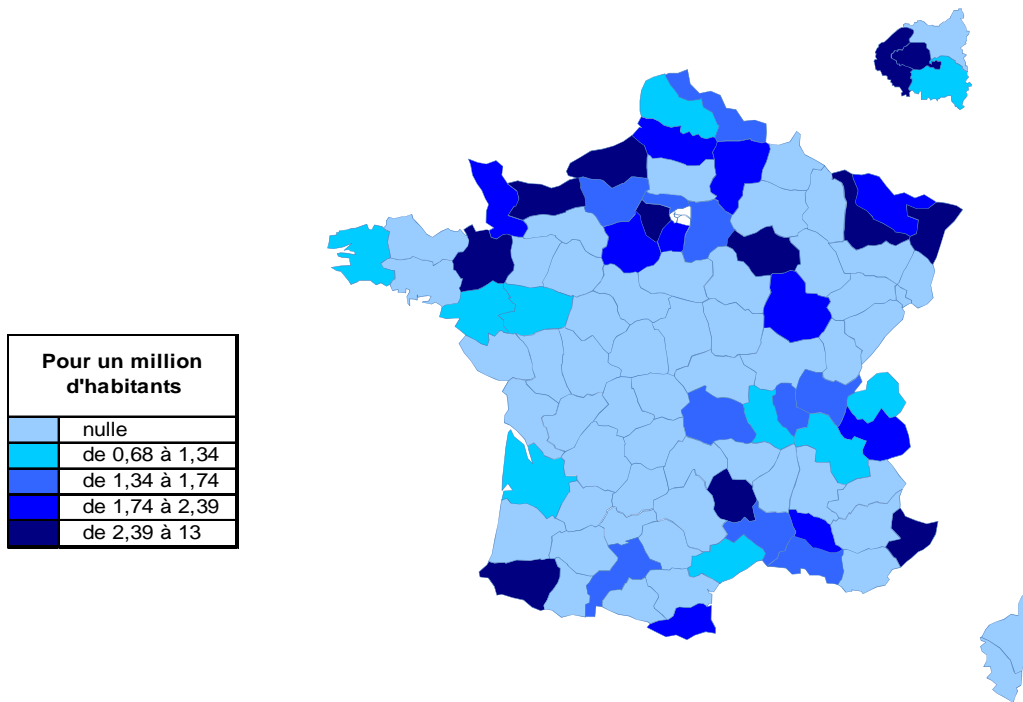 Pour un million
d'habitants
nulle
de 0,68 à 1,34
de 1,34 à 1,74
de 1,74 à 2,39
de 2,39 à 13